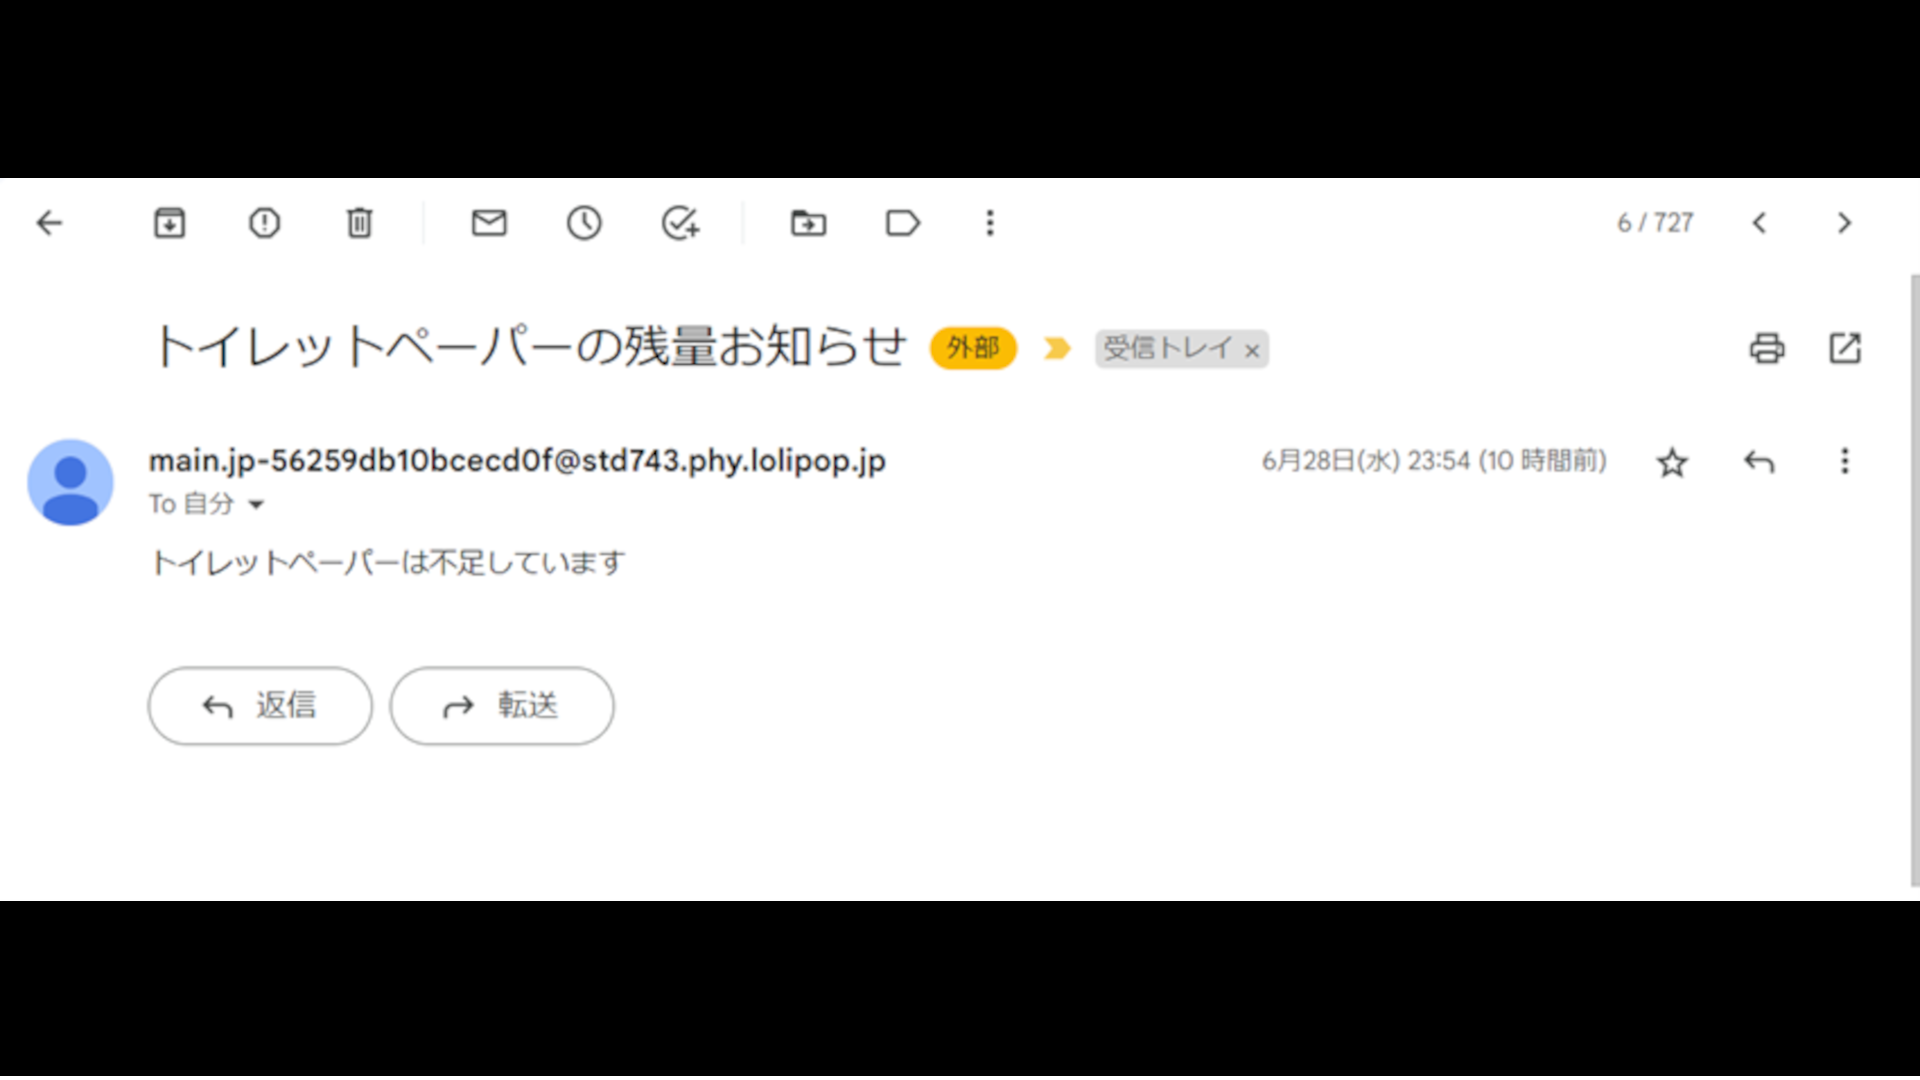 6 / 727
トイレットペーパーの残量お知らせ 外部 受信トレイ ×
main.jp-56259db10bcecd0f@std743.phy.lolipop.jp 6月28日(水) 23:54 (10 時間前)
To 自分
トイレットペーパーは不足しています
返信 転送